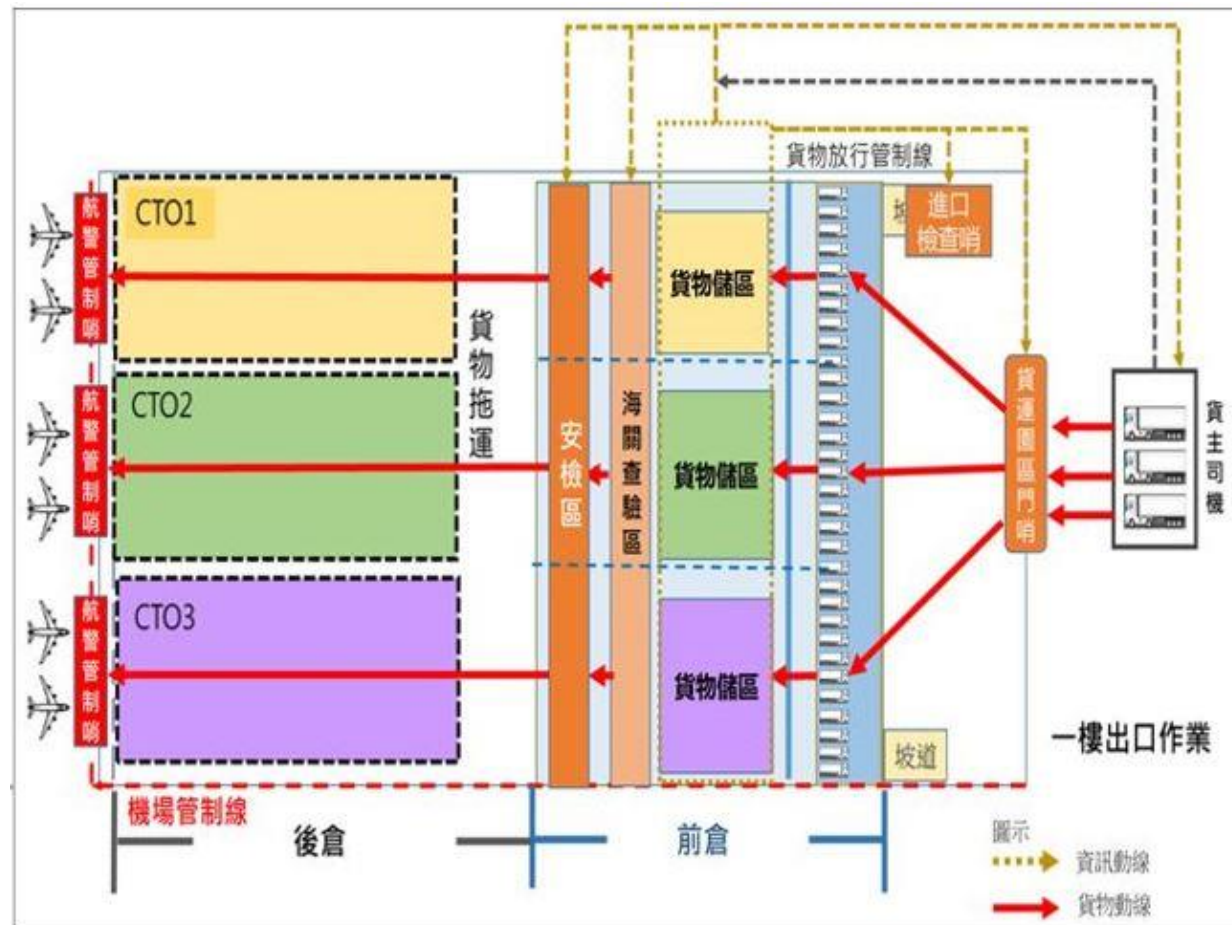 貨物放行管制線
CTO1
航警管制哨
貨物拖運
貨物儲區
坡
進口
檢查哨
CTO2
航警管制哨
安檢區
海關查驗區
貨物儲區
貨運園區門哨
貨主司機
CTO3
航警管制哨
貨物儲區
坡道
一樓出口作業
機場管制線
後倉
前倉
圖示
資訊動線
貨物動線